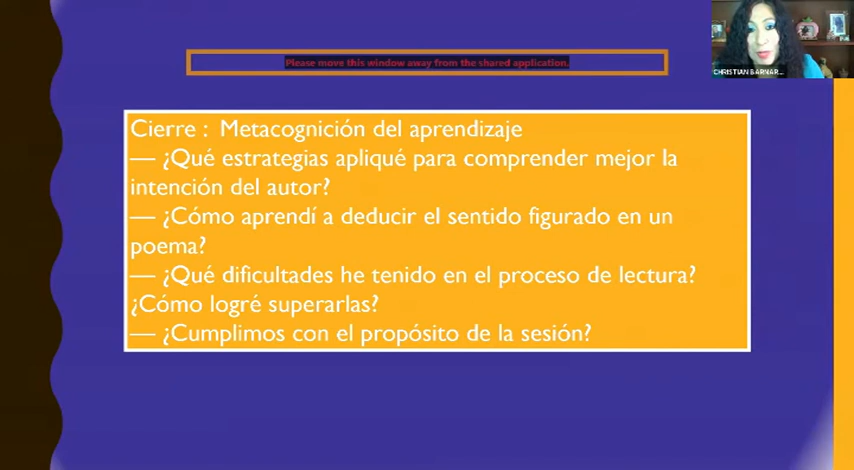 Please move this window away from the shared application.
CHRISTIAN BARNAR...
Cierre : Metacognición del aprendizaje
— ¿Qué estrategias apliqué para comprender mejor la
intención del autor?
— ¿Cómo aprendí a deducir el sentido figurado en un
poema?
— ¿Qué dificultades he tenido en el proceso de lectura?
¿Cómo logré superarlas?
— ¿Cumplimos con el propósito de la sesión?